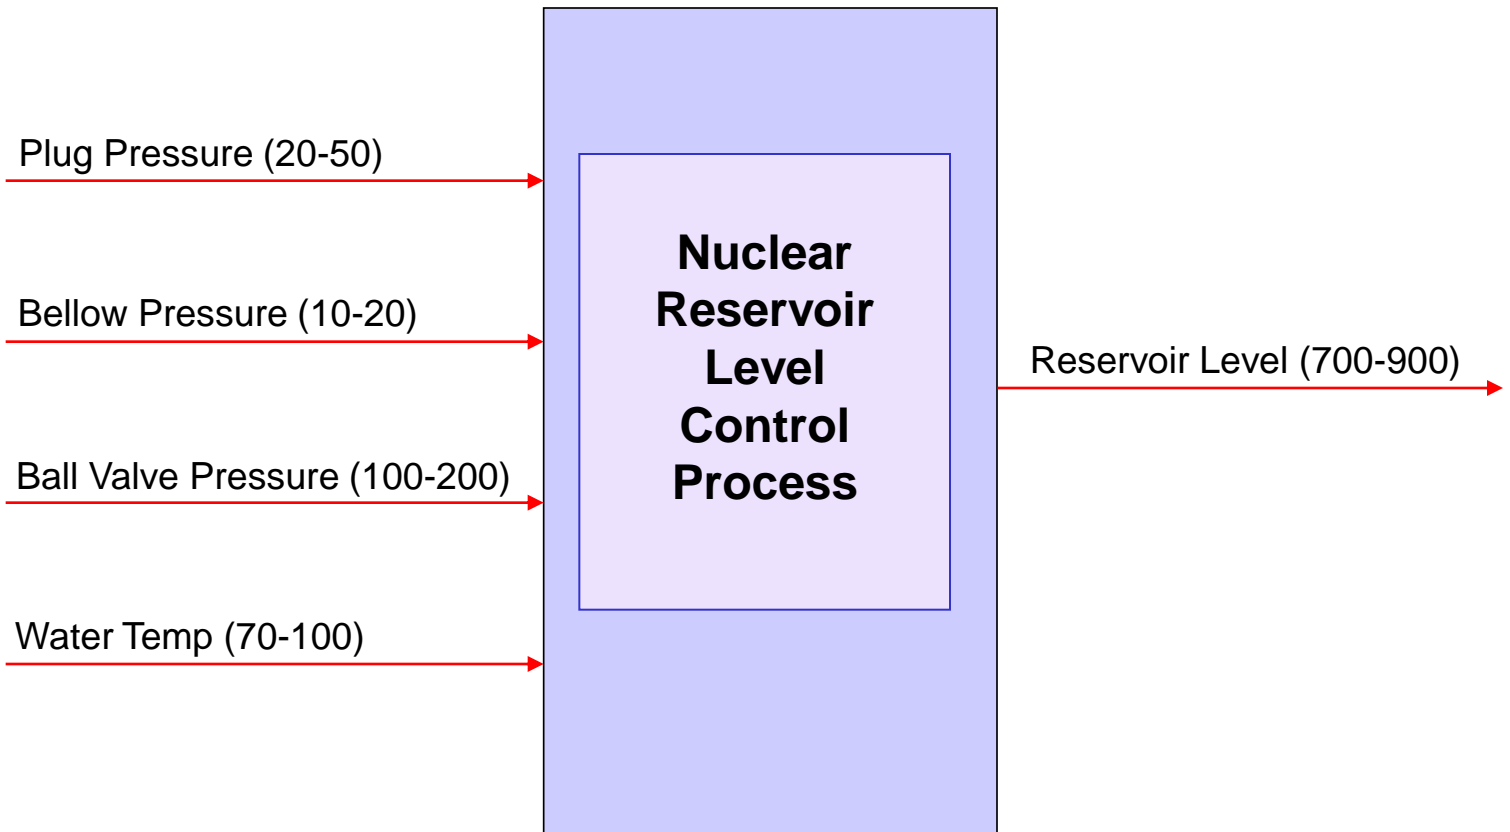 Plug Pressure (20-50)
Bellow Pressure (10-20)
Ball Valve Pressure (100-200)
Water Temp (70-100)
Nuclear
Reservoir
Level
Control
Process
Reservoir Level (700-900)